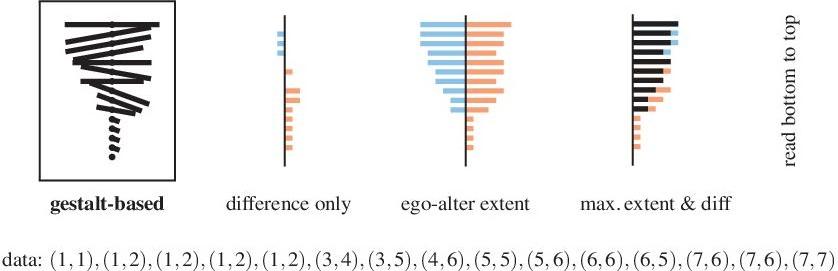 read bottom to top
gestalt-based
difference only
ego-alter extent
max. extent & diff
data: (1,1), (1,2), (1,2), (1,2), (1,2), (3,4), (3,5), (4,6), (5,5), (5,6), (6,6), (6,5), (7,6), (7,6), (7,7)